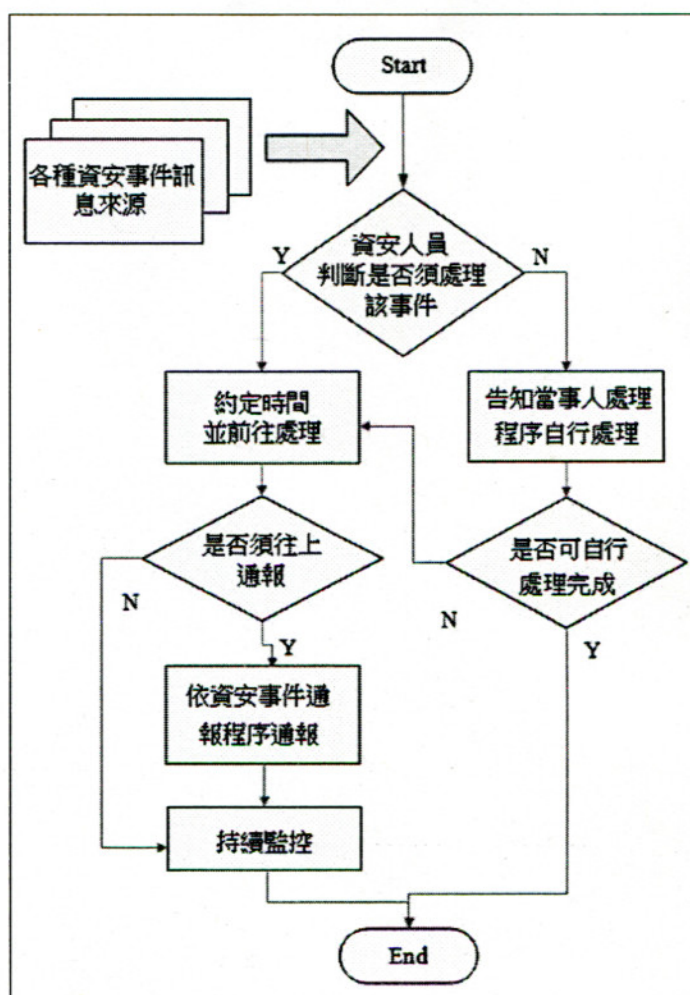 Start
各種資安事件訊
息來源
資安人員
判斷是否須處理
該事件
Y
N
約定時間
並前往處理
告知當事人處理
程序自行處理
是否須往上
通報
是否可自行
處理完成
N
N
Y
Y
依資安事件通
報程序通報
持續監控
End